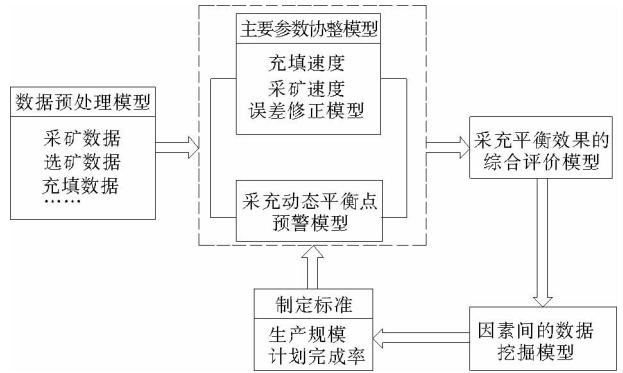 数据预处理模型
采矿数据
选矿数据
充填数据
……
主要参数协整模型
充填速度
采矿速度
误差修正模型
采充动态平衡点
预警模型
采充平衡效果的
综合评价模型
因素间的数据
挖掘模型
制定标准
生产规模
计划完成率